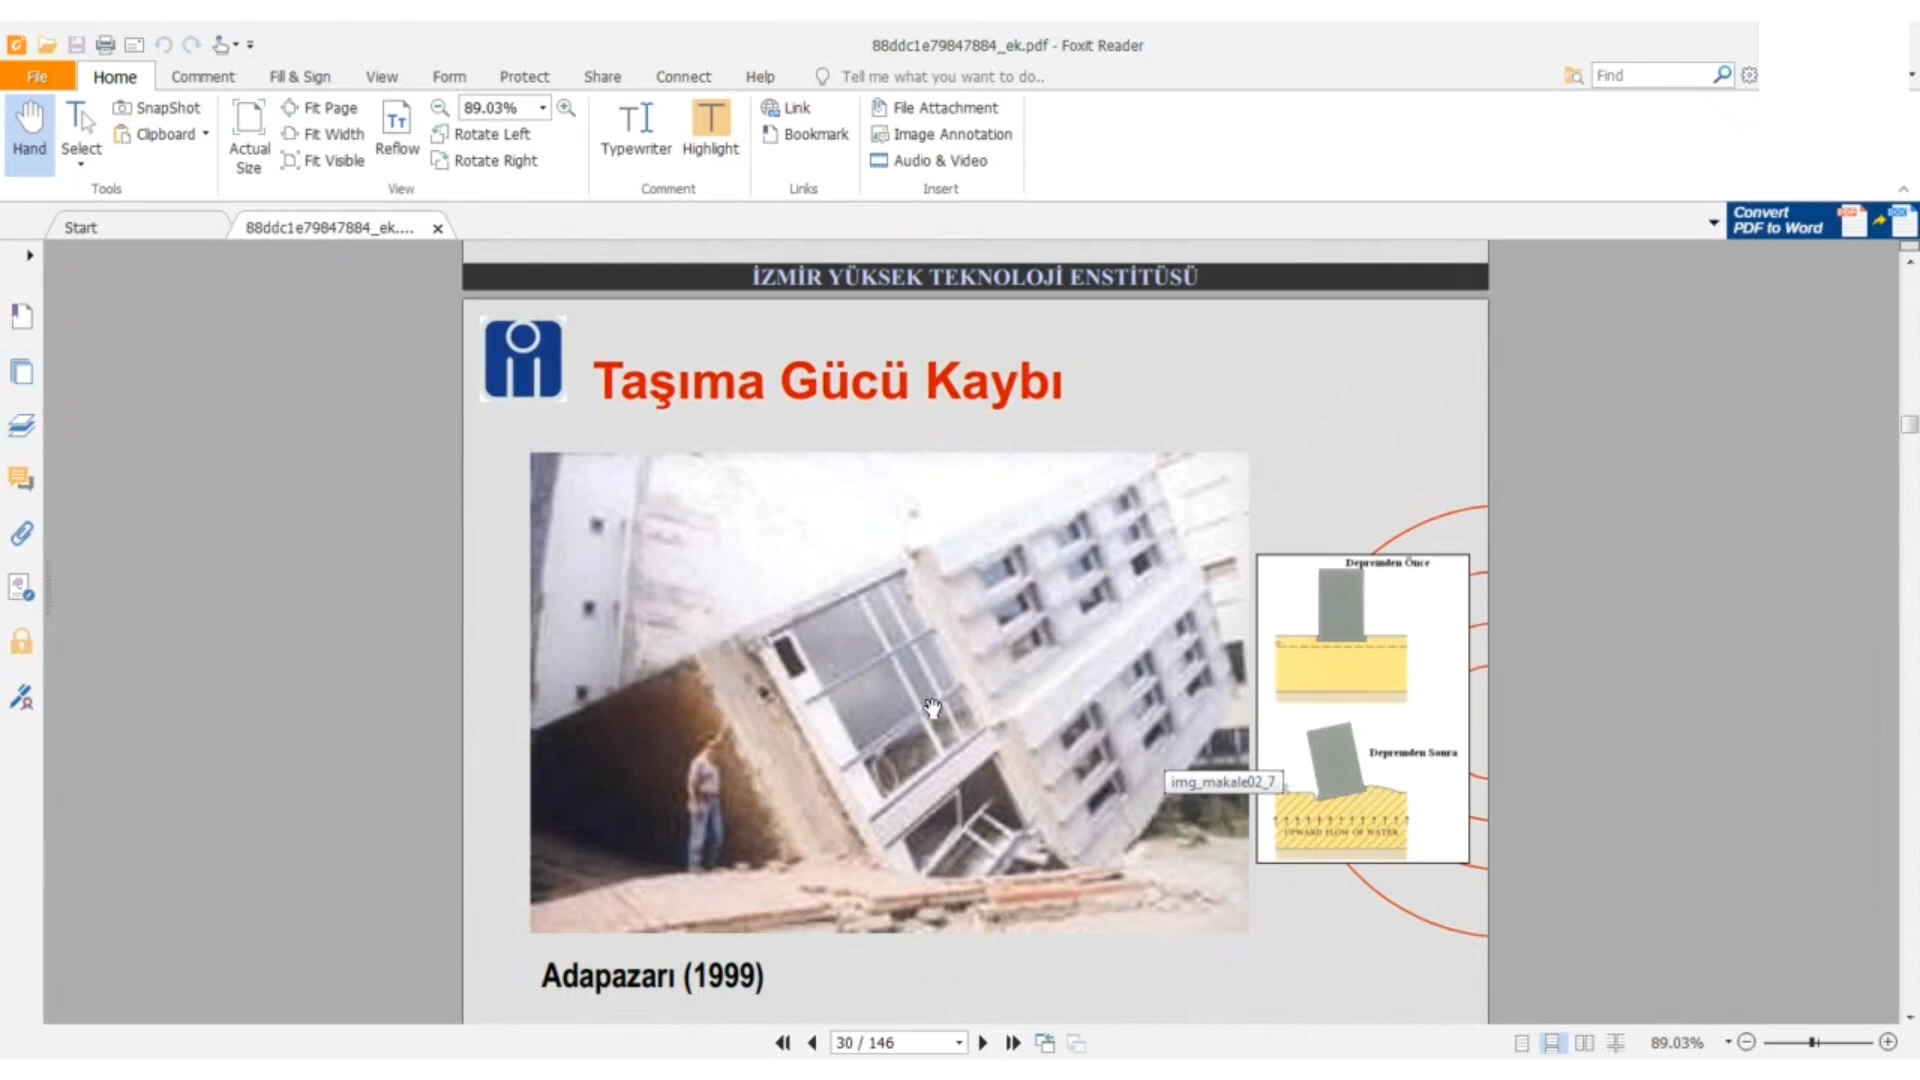 88ddc1e79847884_ek.pdf - Foxit Reader
File Home Comment Fill & Sign View Form Protect Share Connect Help Tell me what you want to do.. Find
Hand
Select
SnapShot
Clipboard
Tools
Actual Size
Fit Page
Fit Width
Fit Visible
Reflow
89.03%
Rotate Left
Rotate Right
View
Typewriter
Highlight
Comment
Link
Bookmark
Links
File Attachment
Image Annotation
Audio & Video
Insert
Start
88ddc1e79847884_ek....
Convert
PDF to Word
İZMİR YÜKSEK TEKNOLOJİ ENSTİTÜSÜ
Taşıma Gücü Kaybı
Depremden Önce
Depremden Sonra
img_makale02_7
UPWARD FLOW OF WATER
Adapazarı (1999)
30 / 146
89.03%